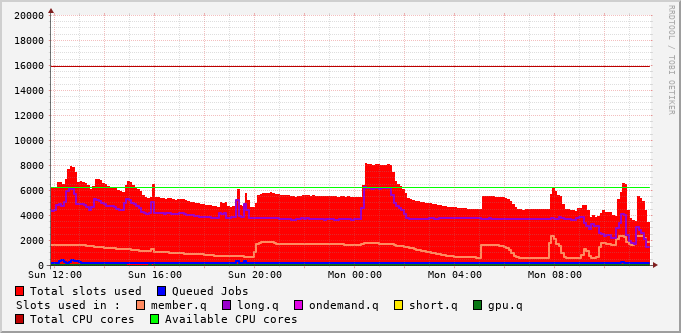 20000
18000
16000
14000
12000
10000
8000
6000
4000
2000
0
Sun 12:00 Sun 16:00 Sun 20:00 Mon 00:00 Mon 04:00 Mon 08:00
RRDTOOL / TOBI OETIKER
Total slots used Queued Jobs
Slots used in : member.q long.q ondemand.q short.q gpu.q
Total CPU cores Available CPU cores